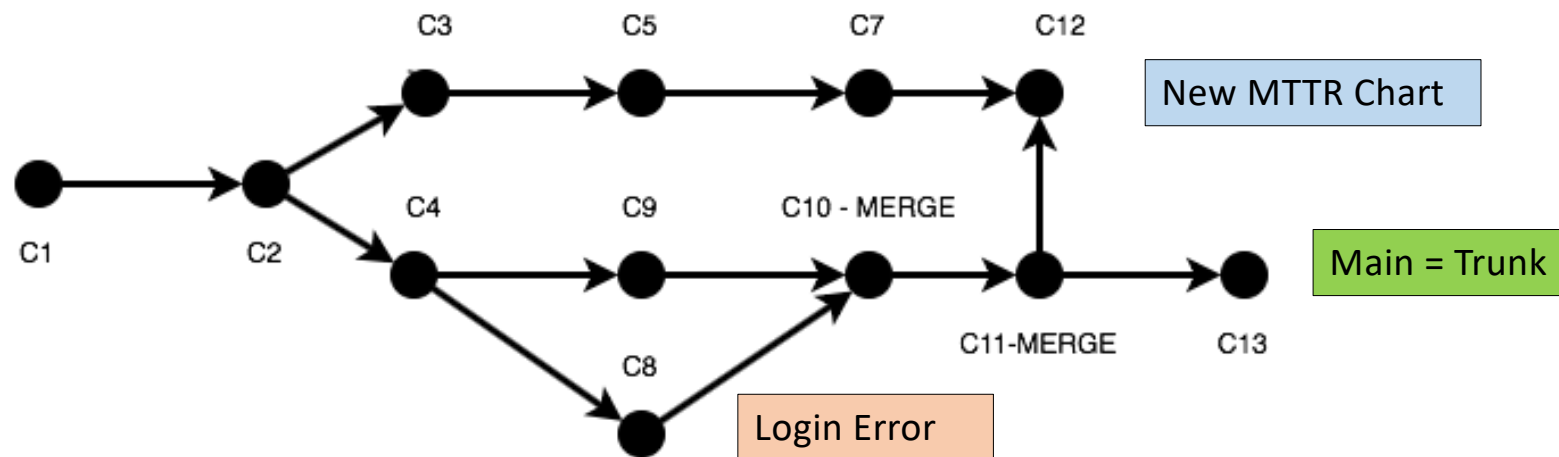 C3
C5
C7
C12
New MTTR Chart
C1
C2
C4
C9
C10 - MERGE
Main = Trunk
C8
C11-MERGE
C13
Login Error